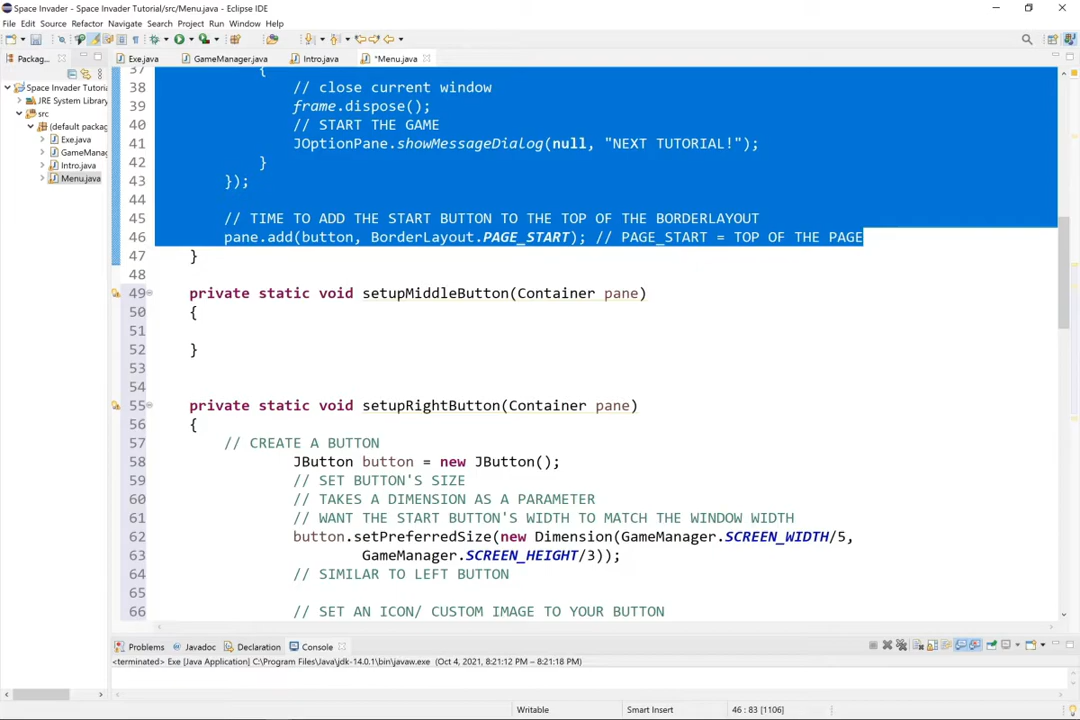 Space Invader - Space Invader Tutorial/src/Menu.java - Eclipse IDE
File Edit Source Refactor Navigate Search Project Run Window Help
Packag...
Exe.java
GameManager.java
Intro.java
*Menu.java
Space Invader Tutoria
JRE System Library
src
(default packag
Exe.java
GameManag
Intro.java
Menu.java
37 {
38 // close current window
39 frame.dispose();
40 // START THE GAME
41 JOptionPane.showMessageDialog(null, "NEXT TUTORIAL!");
42 }
43 });
44
45 // TIME TO ADD THE START BUTTON TO THE TOP OF THE BORDERLAYOUT
46 pane.add(button, BorderLayout.PAGE_START); // PAGE_START = TOP OF THE PAGE
47 }
48
49 private static void setupMiddleButton(Container pane)
50 {
51
52 }
53
54
55 private static void setupRightButton(Container pane)
56 {
57 // CREATE A BUTTON
58 JButton button = new JButton();
59 // SET BUTTON'S SIZE
60 // TAKES A DIMENSION AS A PARAMETER
61 // WANT THE START BUTTON'S WIDTH TO MATCH THE WINDOW WIDTH
62 button.setPreferredSize(new Dimension(GameManager.SCREEN_WIDTH/5,
63 GameManager.SCREEN_HEIGHT/3));
64 // SIMILAR TO LEFT BUTTON
65
66 // SET AN ICON/ CUSTOM IMAGE TO YOUR BUTTON
Problems Javadoc Declaration Console
<terminated> Exe [Java Application] C:\Program Files\Java\jdk-14.0.1\bin\javaw.exe (Oct 4, 2021, 8:21:12 PM – 8:21:18 PM)
Writable Smart Insert 46 : 83 [1106]